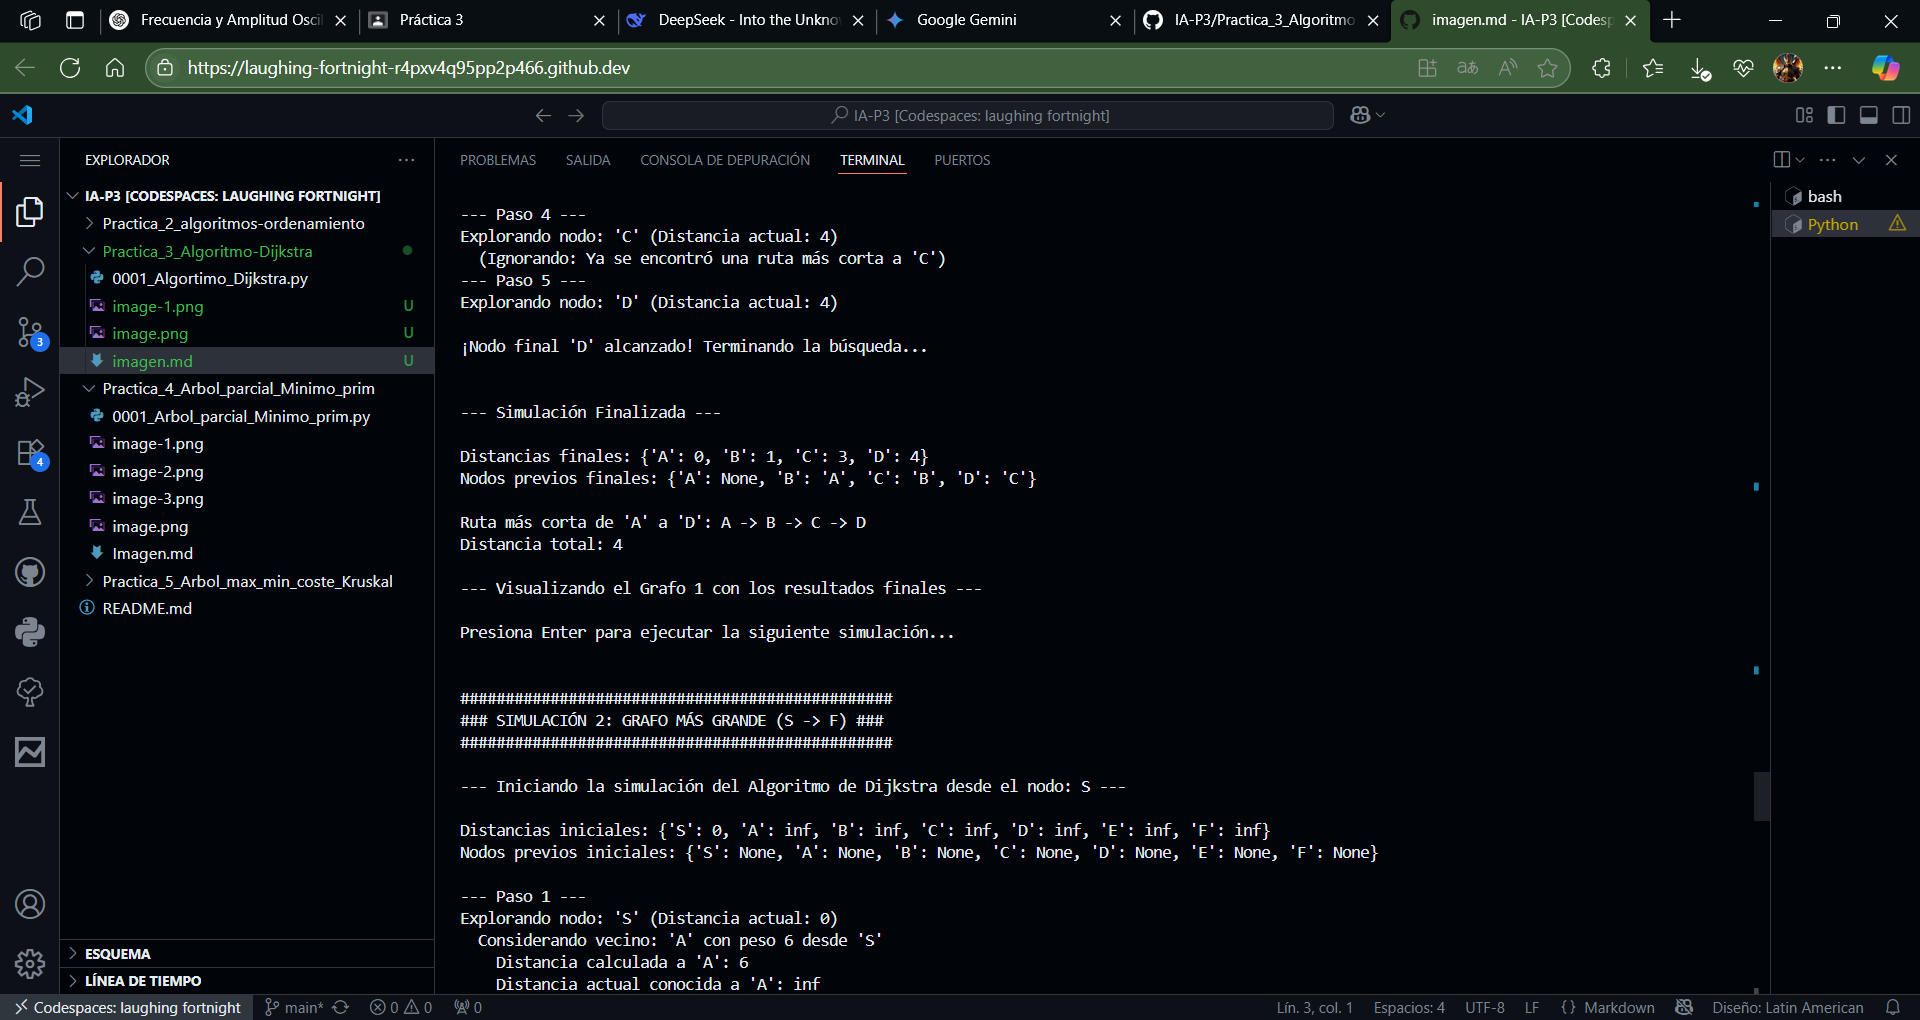 Frecuencia y Amplitud Osci
Práctica 3
DeepSeek - Into the Unkno
Google Gemini
IA-P3/Practica_3_Algoritmo
imagen.md - IA-P3 [Codesp
https://laughing-fortnight-r4pxv4q95pp2p466.github.dev
IA-P3 [Codespaces: laughing fortnight]
EXPLORADOR
IA-P3 [CODESPACES: LAUGHING FORTNIGHT]
Practica_2_algoritmos-ordenamiento
Practica_3_Algoritmo-Dijkstra
0001_Algortimo_Dijkstra.py
image-1.png U
image.png U
imagen.md U
Practica_4_Arbol_parcial_Minimo_prim
0001_Arbol_parcial_Minimo_prim.py
image-1.png
image-2.png
image-3.png
image.png
Imagen.md
Practica_5_Arbol_max_min_coste_Kruskal
README.md
3
4
ESQUEMA
LÍNEA DE TIEMPO
PROBLEMAS SALIDA CONSOLA DE DEPURACIÓN TERMINAL PUERTOS
--- Paso 4 ---
Explorando nodo: 'C' (Distancia actual: 4)
(Ignorando: Ya se encontró una ruta más corta a 'C')
--- Paso 5 ---
Explorando nodo: 'D' (Distancia actual: 4)
¡Nodo final 'D' alcanzado! Terminando la búsqueda...
--- Simulación Finalizada ---
Distancias finales: {'A': 0, 'B': 1, 'C': 3, 'D': 4}
Nodos previos finales: {'A': None, 'B': 'A', 'C': 'B', 'D': 'C'}
Ruta más corta de 'A' a 'D': A -> B -> C -> D
Distancia total: 4
--- Visualizando el Grafo 1 con los resultados finales ---
Presiona Enter para ejecutar la siguiente simulación...
################################################
### SIMULACIÓN 2: GRAFO MÁS GRANDE (S -> F) ###
################################################
--- Iniciando la simulación del Algoritmo de Dijkstra desde el nodo: S ---
Distancias iniciales: {'S': 0, 'A': inf, 'B': inf, 'C': inf, 'D': inf, 'E': inf, 'F': inf}
Nodos previos iniciales: {'S': None, 'A': None, 'B': None, 'C': None, 'D': None, 'E': None, 'F': None}
--- Paso 1 ---
Explorando nodo: 'S' (Distancia actual: 0)
Considerando vecino: 'A' con peso 6 desde 'S'
Distancia calculada a 'A': 6
Distancia actual conocida a 'A': inf
bash
Python
Codespaces: laughing fortnight main* 0 0 0 Lín. 3, col. 1 Espacios: 4 UTF-8 LF {} Markdown Diseño: Latin American